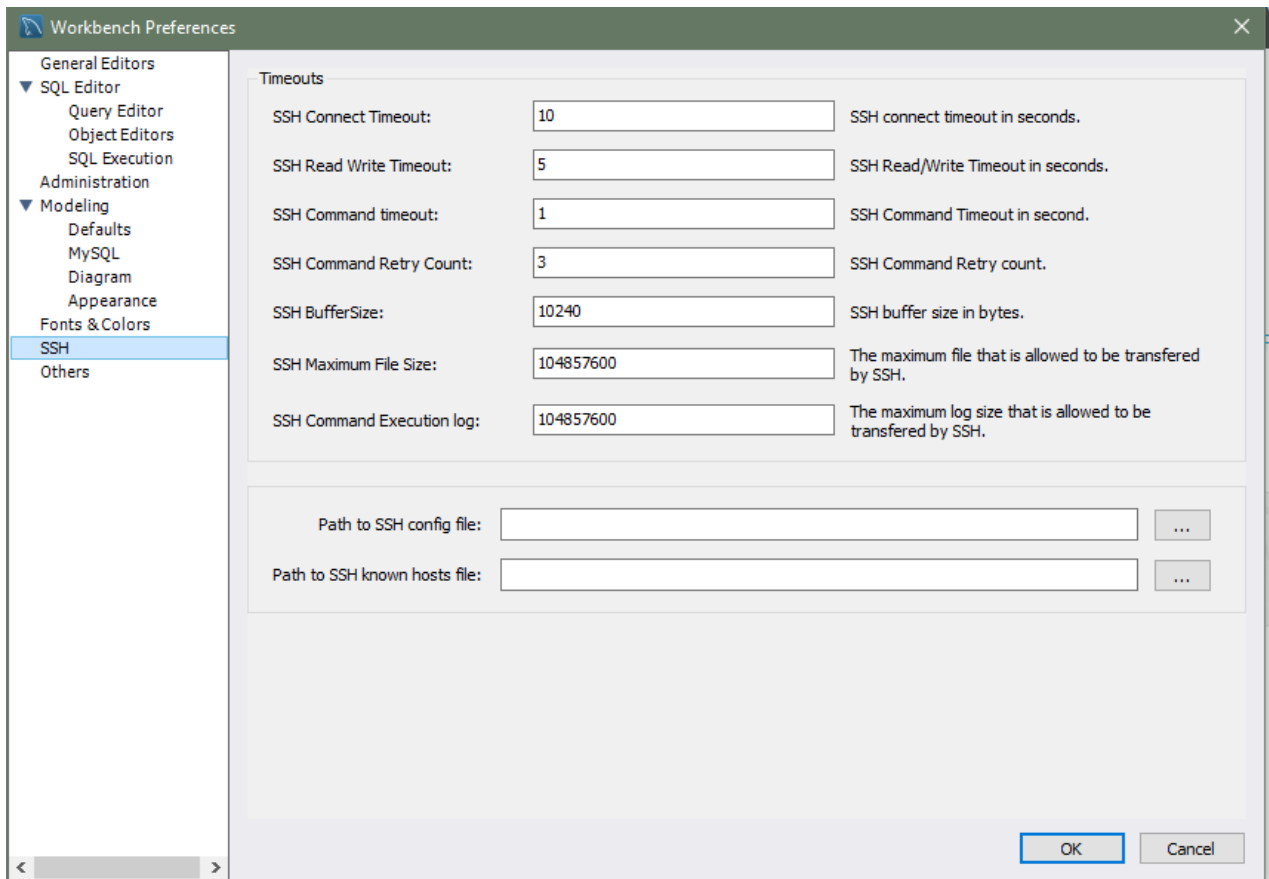 Workbench Preferences
General Editors
SQL Editor
Query Editor
Object Editors
SQL Execution
Administration
Modeling
Defaults
MySQL
Diagram
Appearance
Fonts & Colors
SSH
Others
Timeouts
SSH Connect Timeout: 10 SSH connect timeout in seconds.
SSH Read Write Timeout: 5 SSH Read/Write Timeout in seconds.
SSH Command timeout: 1 SSH Command Timeout in second.
SSH Command Retry Count: 3 SSH Command Retry count.
SSH BufferSize: 10240 SSH buffer size in bytes.
SSH Maximum File Size: 104857600 The maximum file that is allowed to be transfered
by SSH.
SSH Command Execution log: 104857600 The maximum log size that is allowed to be
transfered by SSH.
Path to SSH config file: ...
Path to SSH known hosts file: ...
OK Cancel